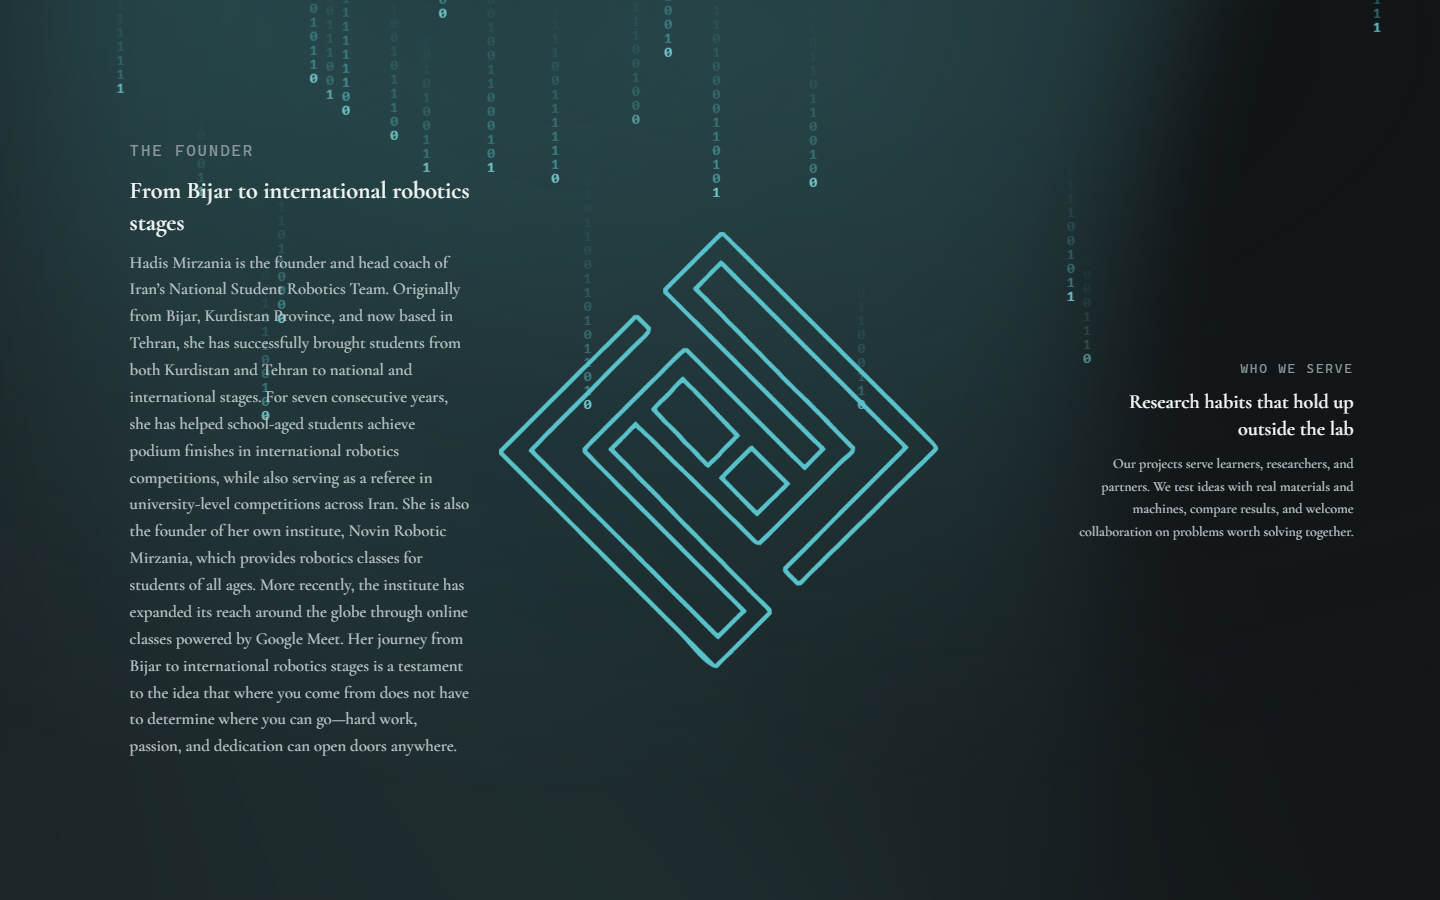 THE FOUNDER
From Bijar to international robotics
stages
Hadis Mirzania is the founder and head coach of
Iran’s National Student Robotics Team. Originally
from Bijar, Kurdistan Province, and now based in
Tehran, she has successfully brought students from
both Kurdistan and Tehran to national and
international stages. For seven consecutive years,
she has helped school-aged students achieve
podium finishes in international robotics
competitions, while also serving as a referee in
university-level competitions across Iran. She is also
the founder of her own institute, Novin Robotic
Mirzania, which provides robotics classes for
students of all ages. More recently, the institute has
expanded its reach around the globe through online
classes powered by Google Meet. Her journey from
Bijar to international robotics stages is a testament
to the idea that where you come from does not have
to determine where you can go—hard work,
passion, and dedication can open doors anywhere.
WHO WE SERVE
Research habits that hold up
outside the lab
Our projects serve learners, researchers, and
partners. We test ideas with real materials and
machines, compare results, and welcome
collaboration on problems worth solving together.